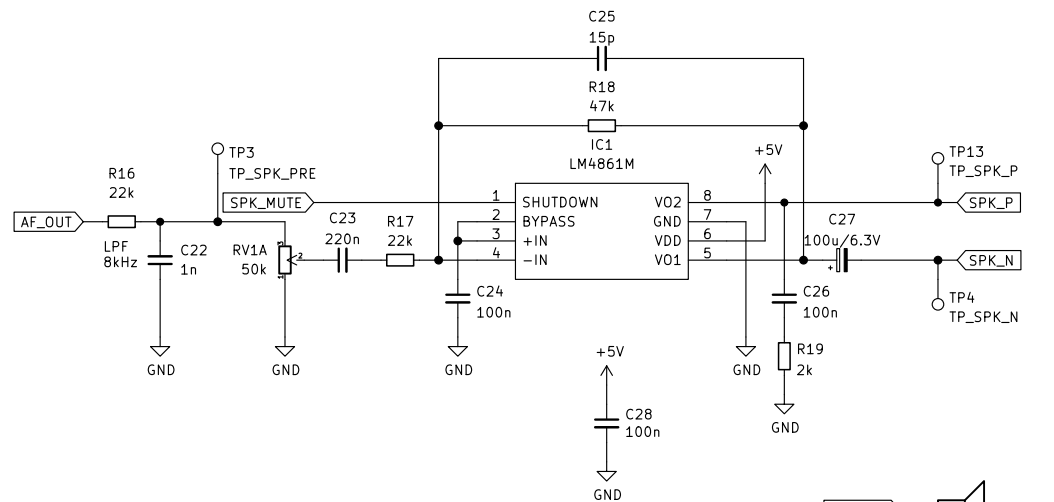 C25
15p
R18
47k
IC1
LM4861M
+5V
TP3
TP_SPK_PRE
TP13
TP_SPK_P
R16
22k
SPK_MUTE
1
SHUTDOWN
VO2
8
SPK_P
AF_OUT
2
BYPASS
GND
7
C23
220n
R17
22k
3
+IN
VDD
6
C27
100u/6.3V
4
-IN
VO1
5
+
SPK_N
LPF
8kHz
C22
1n
RV1A
50k
3
2
1
C24
100n
C26
100n
TP4
TP_SPK_N
GND
GND
GND
GND
R19
2k
+5V
GND
C28
100n
GND